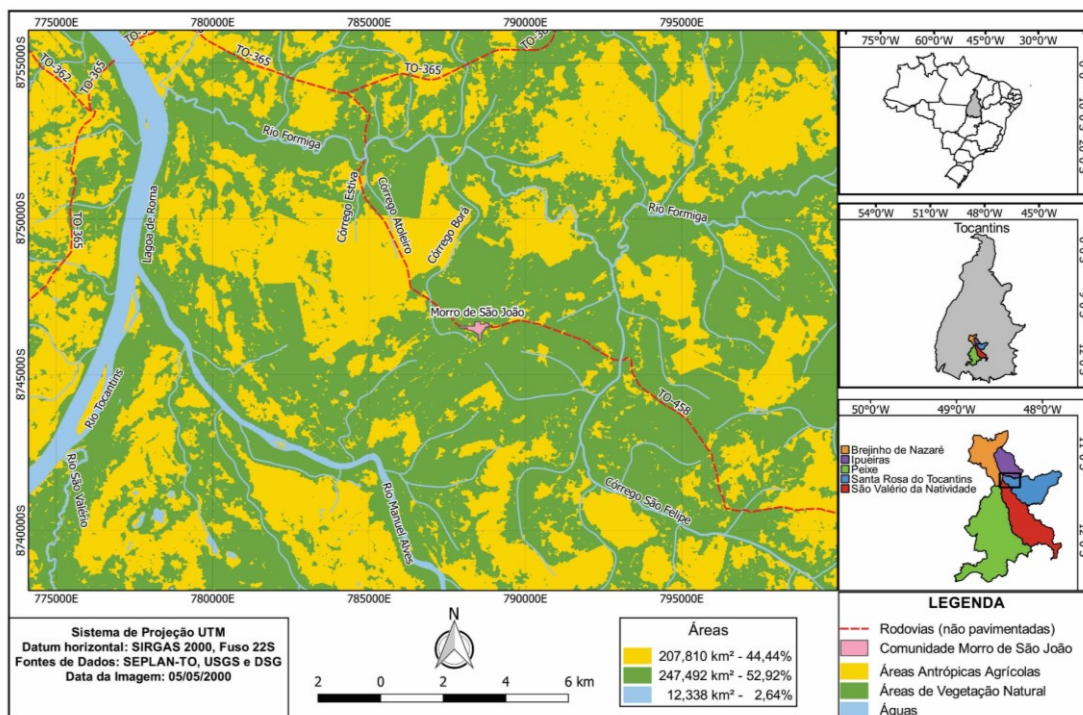 775000E 780000E 785000E 790000E 795000E
8755000S
8750000S
8745000S
8740000S
TO-365
TO-365
TO-362
TO-365
TO-365
Rio Formiga
Córrego Estiva
Córrego Atoleiro
Córrego Bora
Rio Formiga
Lagoa de Roma
Morro de São João
Rio Tocantins
TO-458
Rio São Valério
Rio Manuel Alves
Córrego São Felipe
775000E 780000E 785000E 790000E 795000E
75°0'W 60°0'W 45°0'W 30°0'W
54°0'W 51°0'W 48°0'W 45°0'W
Tocantins
50°0'W 49°0'W 48°0'W
Brejinho de Nazaré
Ipueiras
Peixe
Santa Rosa do Tocantins
São Valério da Natividade
Sistema de Projeção UTM
Datum horizontal: SIRGAS 2000, Fuso 22S
Fontes de Dados: SEPLAN-TO, USGS e DSG
Data da Imagem: 05/05/2000
N
2 0 2 4 6 km
Áreas
207,810 km² - 44,44%
247,492 km² - 52,92%
12,338 km² - 2,64%
LEGENDA
Rodovias (não pavimentadas)
Comunidade Morro de São João
Áreas Antrópicas Agrícolas
Áreas de Vegetação Natural
Águas